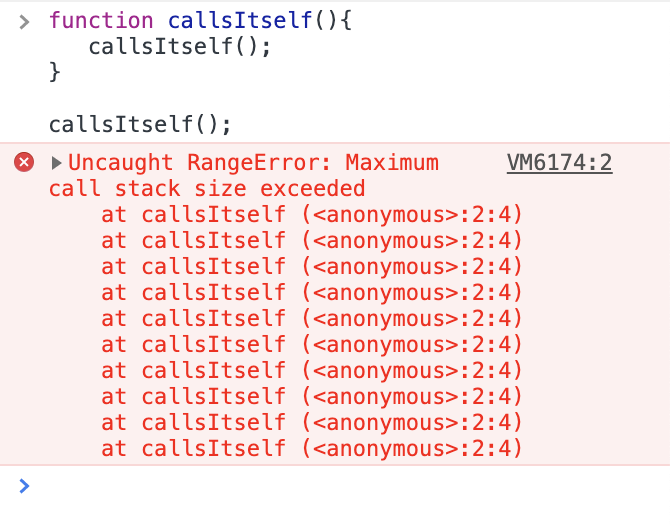 function callsItself(){
callsItself();
}
callsItself();
Uncaught RangeError: Maximum VM6174:2
call stack size exceeded
at callsItself (<anonymous>:2:4)
at callsItself (<anonymous>:2:4)
at callsItself (<anonymous>:2:4)
at callsItself (<anonymous>:2:4)
at callsItself (<anonymous>:2:4)
at callsItself (<anonymous>:2:4)
at callsItself (<anonymous>:2:4)
at callsItself (<anonymous>:2:4)
at callsItself (<anonymous>:2:4)
at callsItself (<anonymous>:2:4)